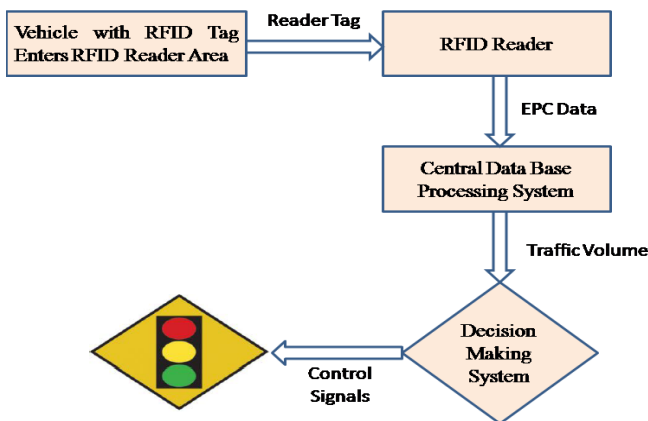 Reader Tag
Vehicle with RFID Tag
Enters RFID Reader Area
RFID Reader
EPC Data
Central Data Base
Processing System
Traffic Volume
Decision
Making
System
Control
Signals